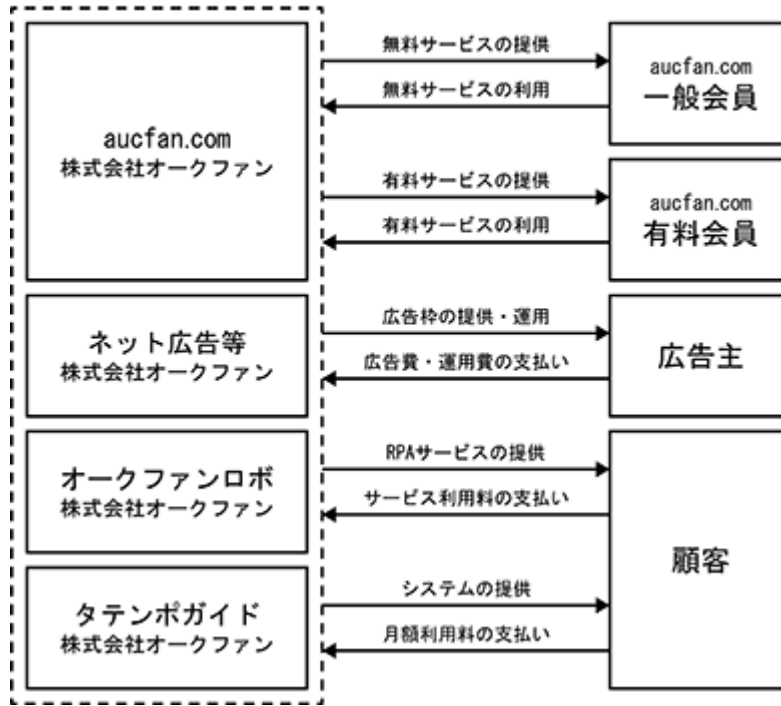 aucfan.com
株式会社オークファン
無料サービスの提供
無料サービスの利用
aucfan.com
一般会員
有料サービスの提供
有料サービスの利用
aucfan.com
有料会員
ネット広告等
株式会社オークファン
広告枠の提供・運用
広告費・運用費の支払い
広告主
オークファンロボ
株式会社オークファン
RPAサービスの提供
サービス利用料の支払い
顧客
タテンポガイド
株式会社オークファン
システムの提供
月額利用料の支払い